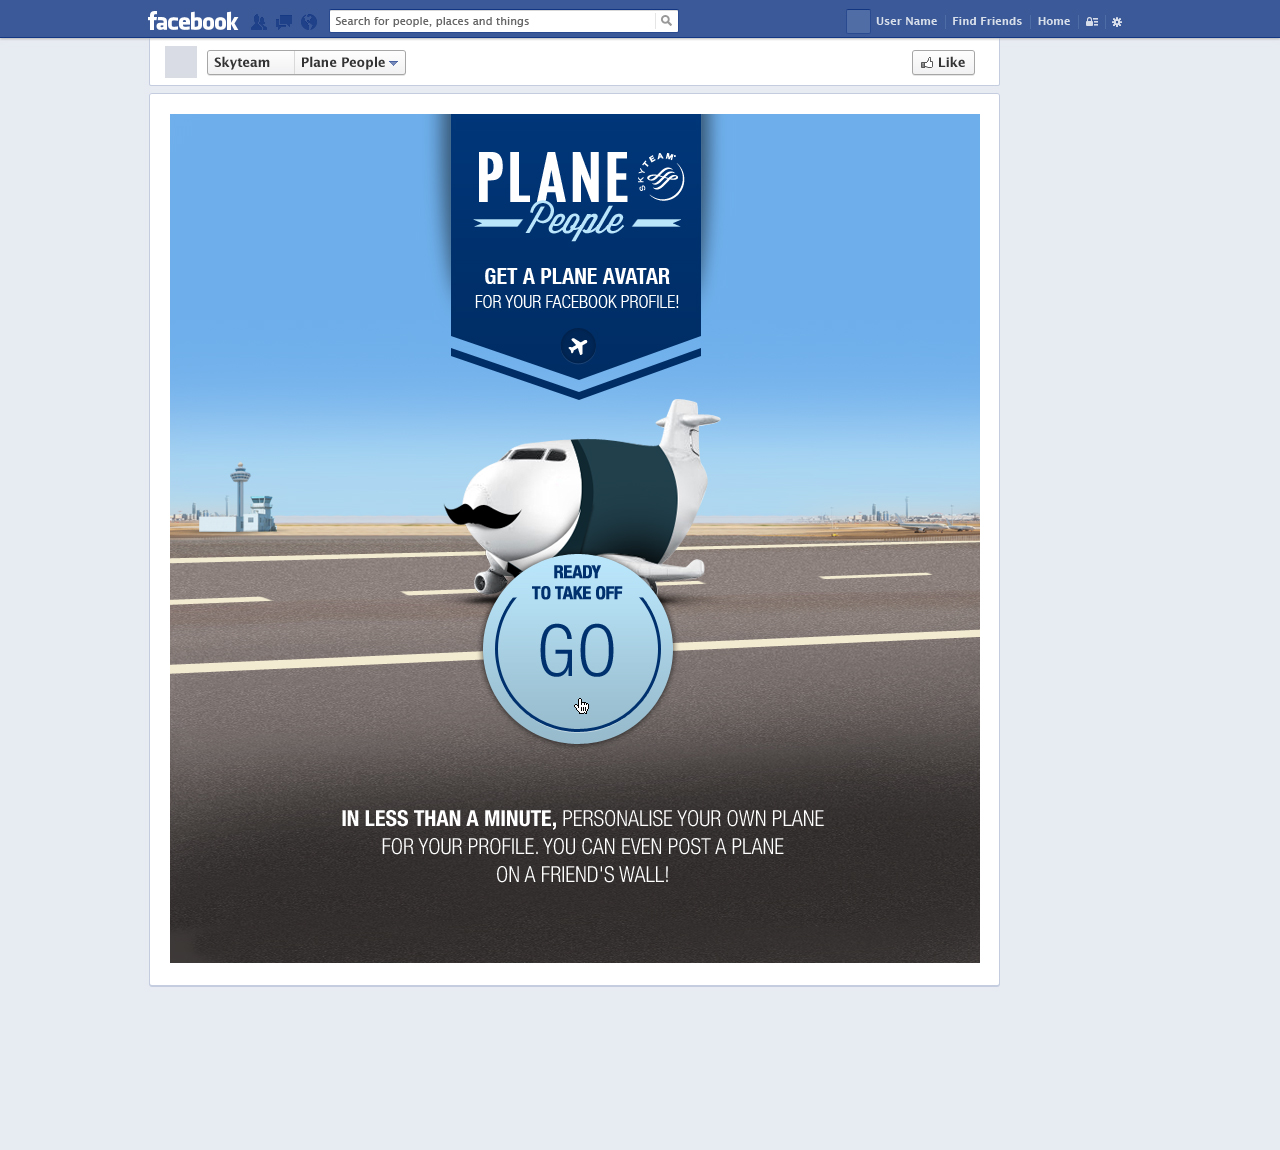 facebook
Search for people, places and things
User Name
Find Friends
Home
Skyteam
Plane People
Like
PLANE
People
SKYTEAM
GET A PLANE AVATAR
FOR YOUR FACEBOOK PROFILE!
READY
TO TAKE OFF
GO
IN LESS THAN A MINUTE, PERSONALISE YOUR OWN PLANE
FOR YOUR PROFILE. YOU CAN EVEN POST A PLANE
ON A FRIEND'S WALL!